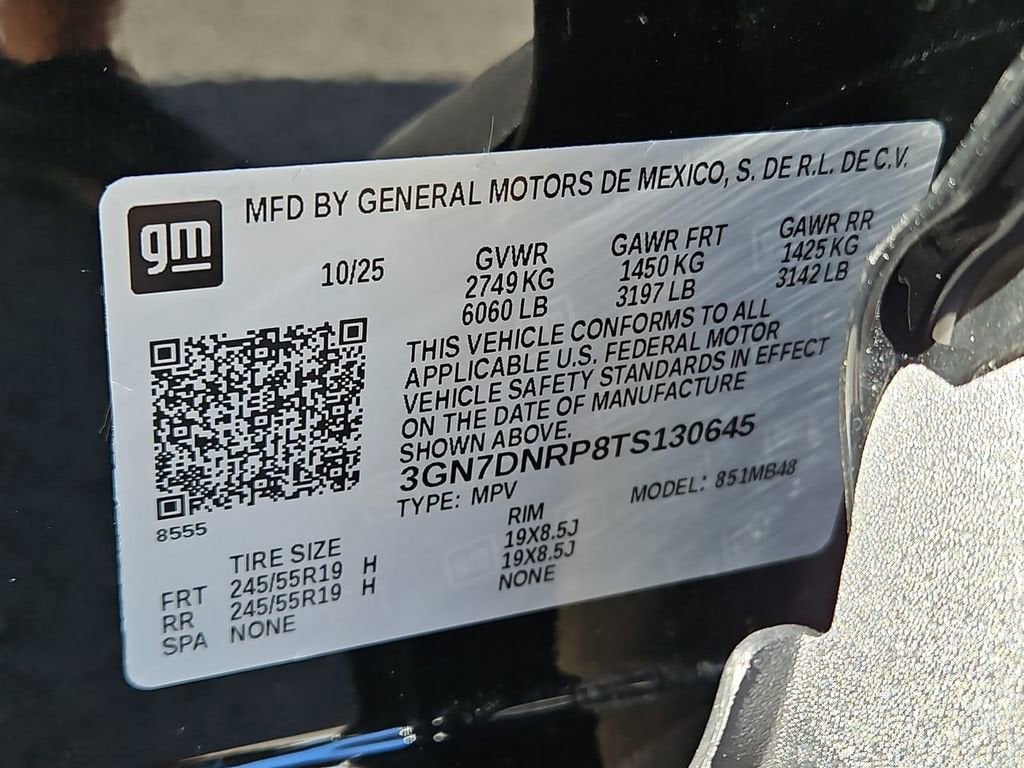 MFD BY GENERAL MOTORS DE MEXICO, S. DE R.L. DE C.V.
gm
10/25 GVWR GAWR FRT GAWR RR
2749 KG 1450 KG 1425 KG
6060 LB 3197 LB 3142 LB
THIS VEHICLE CONFORMS TO ALL
APPLICABLE U.S. FEDERAL MOTOR
VEHICLE SAFETY STANDARDS IN EFFECT
ON THE DATE OF MANUFACTURE
SHOWN ABOVE.
3GN7DNRP8TS130645
TYPE: MPV MODEL: 851MB48
8555
TIRE SIZE RIM
FRT 245/55R19 H 19X8.5J
RR 245/55R19 H 19X8.5J
SPA NONE NONE